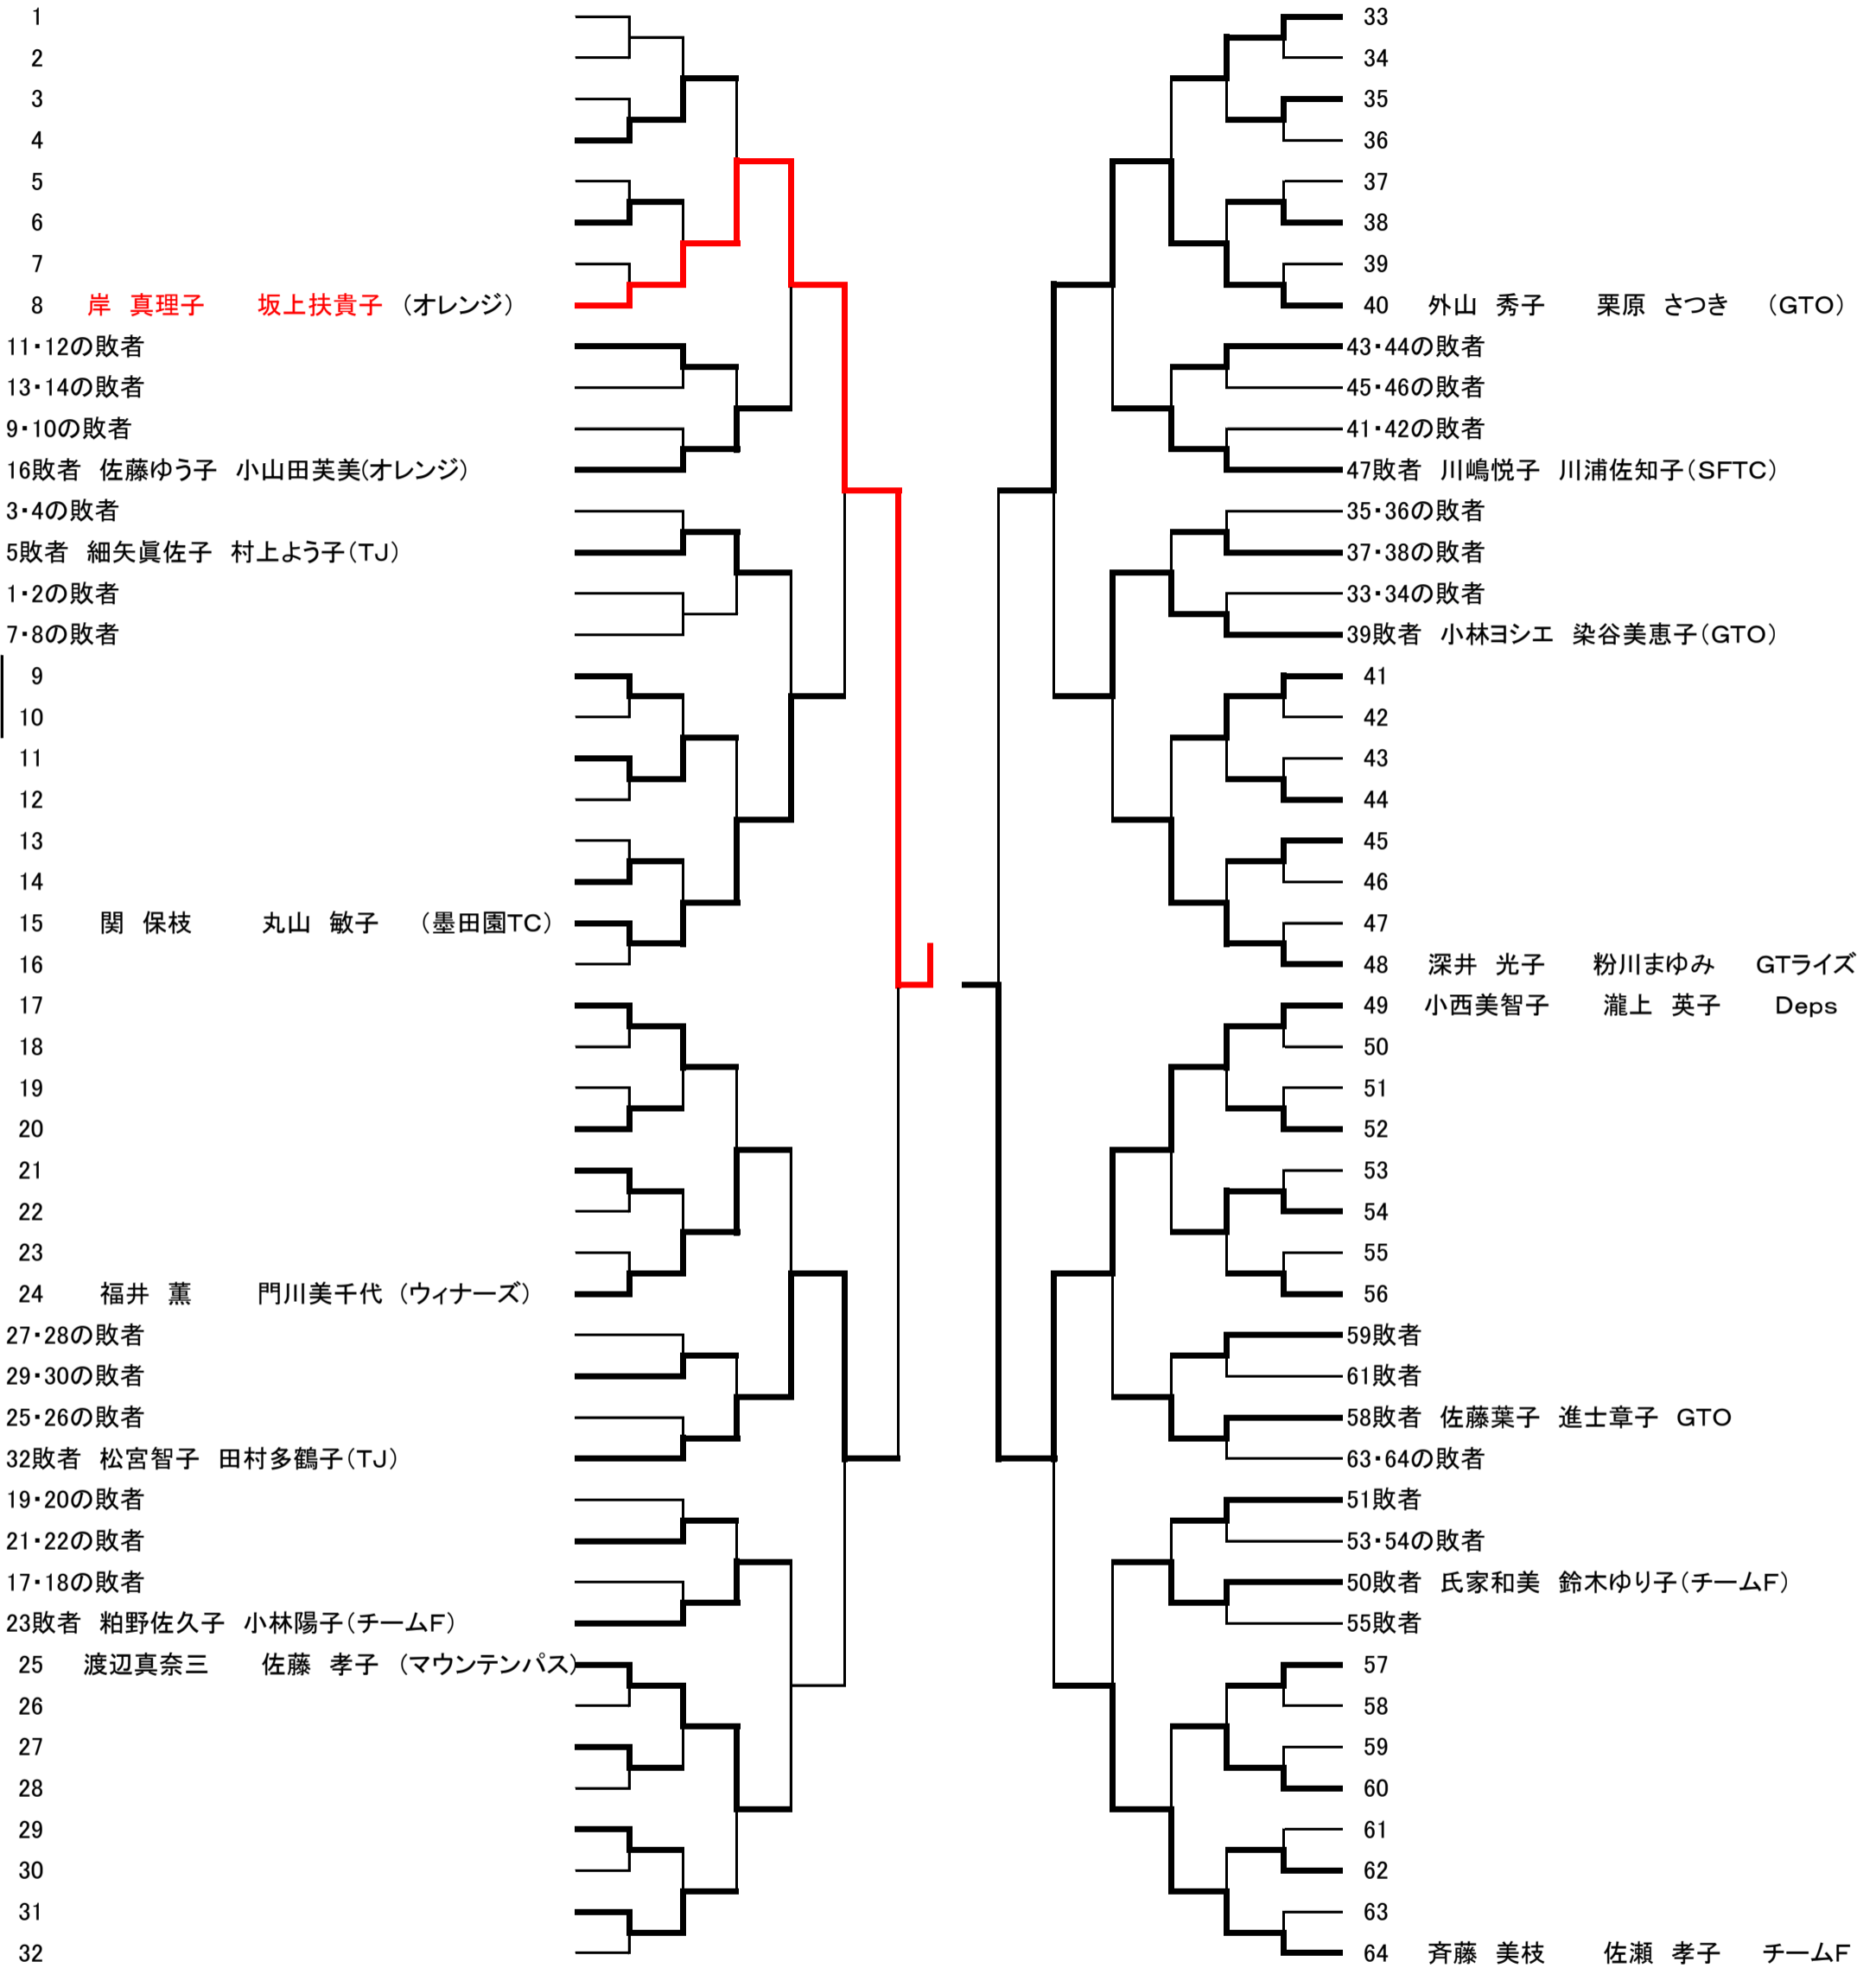 1
2
3
4
5
6
7
8 岸 真理子 坂上扶貴子 （オレンジ）
11・12の敗者
13・14の敗者
9・10の敗者
16敗者 佐藤ゆう子 小山田芙美(オレンジ)
3・4の敗者
5敗者 細矢眞佐子 村上よう子（TJ）
1・2の敗者
7・8の敗者
9
10
11
12
13
14
15 関 保枝 丸山 敏子 （墨田園TC）
16
17
18
19
20
21
22
23
24 福井 薫 門川美千代 （ウィナーズ）
27・28の敗者
29・30の敗者
25・26の敗者
32敗者 松宮智子 田村多鶴子（TJ）
19・20の敗者
21・22の敗者
17・18の敗者
23敗者 粕野佐久子 小林陽子（チームF）
25 渡辺真奈三 佐藤 孝子 （マウンテンパス）
26
27
28
29
30
31
32
33
34
35
36
37
38
39
40 外山 秀子 栗原 さつき （GTO）
43・44の敗者
45・46の敗者
41・42の敗者
47敗者 川嶋悦子 川浦佐知子（SFTC）
35・36の敗者
37・38の敗者
33・34の敗者
39敗者 小林ヨシエ 染谷美恵子（GTO）
41
42
43
44
45
46
47
48 深井 光子 粉川まゆみ GTライズ
49 小西美智子 瀧上 英子 Deps
50
51
52
53
54
55
56
59敗者
61敗者
58敗者 佐藤葉子 進士章子 GTO
63・64の敗者
51敗者
53・54の敗者
50敗者 氏家和美 鈴木ゆり子（チームF）
55敗者
57
58
59
60
61
62
63
64 斉藤 美枝 佐瀬 孝子 チームF